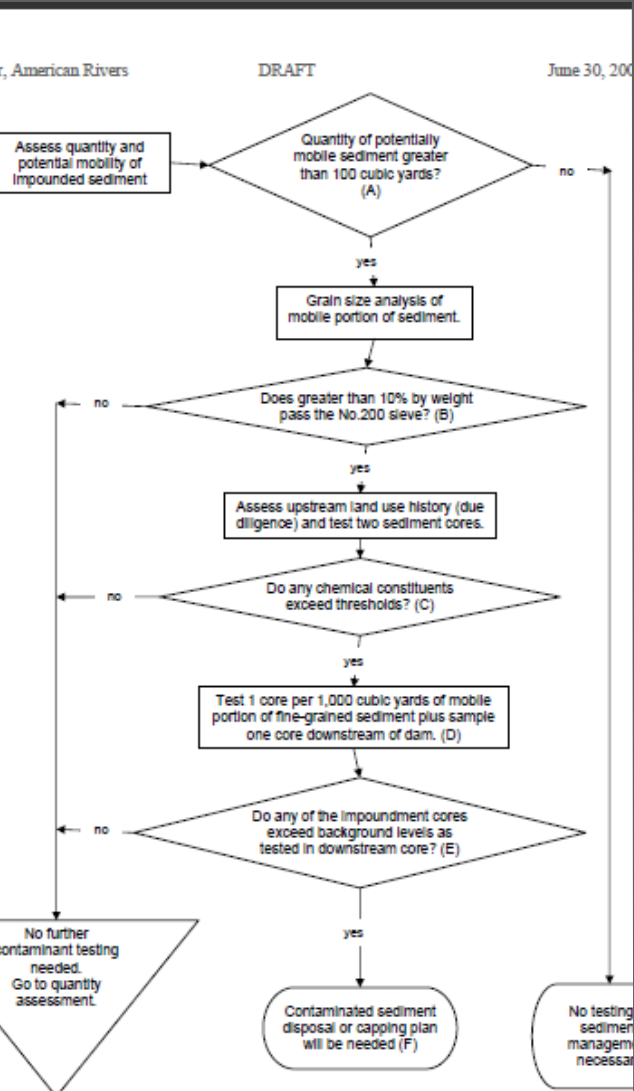 , American Rivers
DRAFT
June 30, 200
Assess quantity and
potential mobility of
impounded sediment
Quantity of potentially
mobile sediment greater
than 100 cubic yards?
(A)
no
yes
Grain size analysis of
mobile portion of sediment.
Does greater than 10% by weight
pass the No.200 sieve? (B)
no
yes
Assess upstream land use history (due
diligence) and test two sediment cores.
Do any chemical constituents
exceed thresholds? (C)
no
yes
Test 1 core per 1,000 cubic yards of mobile
portion of fine-grained sediment plus sample
one core downstream of dam. (D)
Do any of the impoundment cores
exceed background levels as
tested in downstream core? (E)
no
yes
No further
ontaminant testing
needed.
Go to quantity
assessment.
Contaminated sediment
disposal or capping plan
will be needed (F)
No testing
sedimen
manageme
necessar